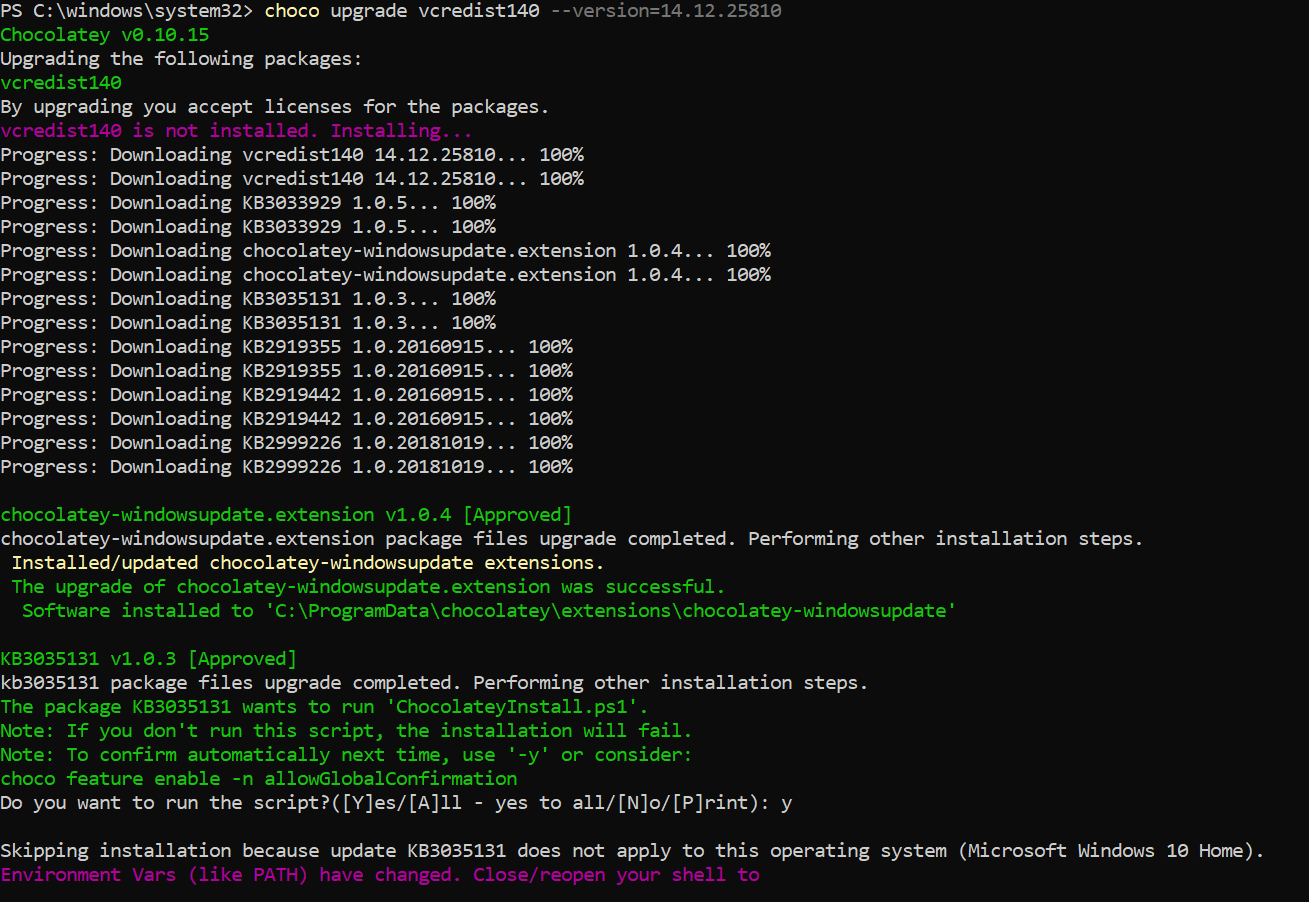 PS C:\windows\system32> choco upgrade vcredist140 --version=14.12.25810
Chocolatey v0.10.15
Upgrading the following packages:
vcredist140
By upgrading you accept licenses for the packages.
vcredist140 is not installed. Installing...
Progress: Downloading vcredist140 14.12.25810... 100%
Progress: Downloading vcredist140 14.12.25810... 100%
Progress: Downloading KB3033929 1.0.5... 100%
Progress: Downloading KB3033929 1.0.5... 100%
Progress: Downloading chocolatey-windowsupdate.extension 1.0.4... 100%
Progress: Downloading chocolatey-windowsupdate.extension 1.0.4... 100%
Progress: Downloading KB3035131 1.0.3... 100%
Progress: Downloading KB3035131 1.0.3... 100%
Progress: Downloading KB2919355 1.0.20160915... 100%
Progress: Downloading KB2919355 1.0.20160915... 100%
Progress: Downloading KB2919442 1.0.20160915... 100%
Progress: Downloading KB2919442 1.0.20160915... 100%
Progress: Downloading KB2999226 1.0.20181019... 100%
Progress: Downloading KB2999226 1.0.20181019... 100%
chocolatey-windowsupdate.extension v1.0.4 [Approved]
chocolatey-windowsupdate.extension package files upgrade completed. Performing other installation steps.
Installed/updated chocolatey-windowsupdate extensions.
The upgrade of chocolatey-windowsupdate.extension was successful.
Software installed to 'C:\ProgramData\chocolatey\extensions\chocolatey-windowsupdate'
KB3035131 v1.0.3 [Approved]
kb3035131 package files upgrade completed. Performing other installation steps.
The package KB3035131 wants to run 'ChocolateyInstall.ps1'.
Note: If you don't run this script, the installation will fail.
Note: To confirm automatically next time, use '-y' or consider:
choco feature enable -n allowGlobalConfirmation
Do you want to run the script?([Y]es/[A]ll - yes to all/[N]o/[P]rint): y
Skipping installation because update KB3035131 does not apply to this operating system (Microsoft Windows 10 Home).
Environment Vars (like PATH) have changed. Close/reopen your shell to